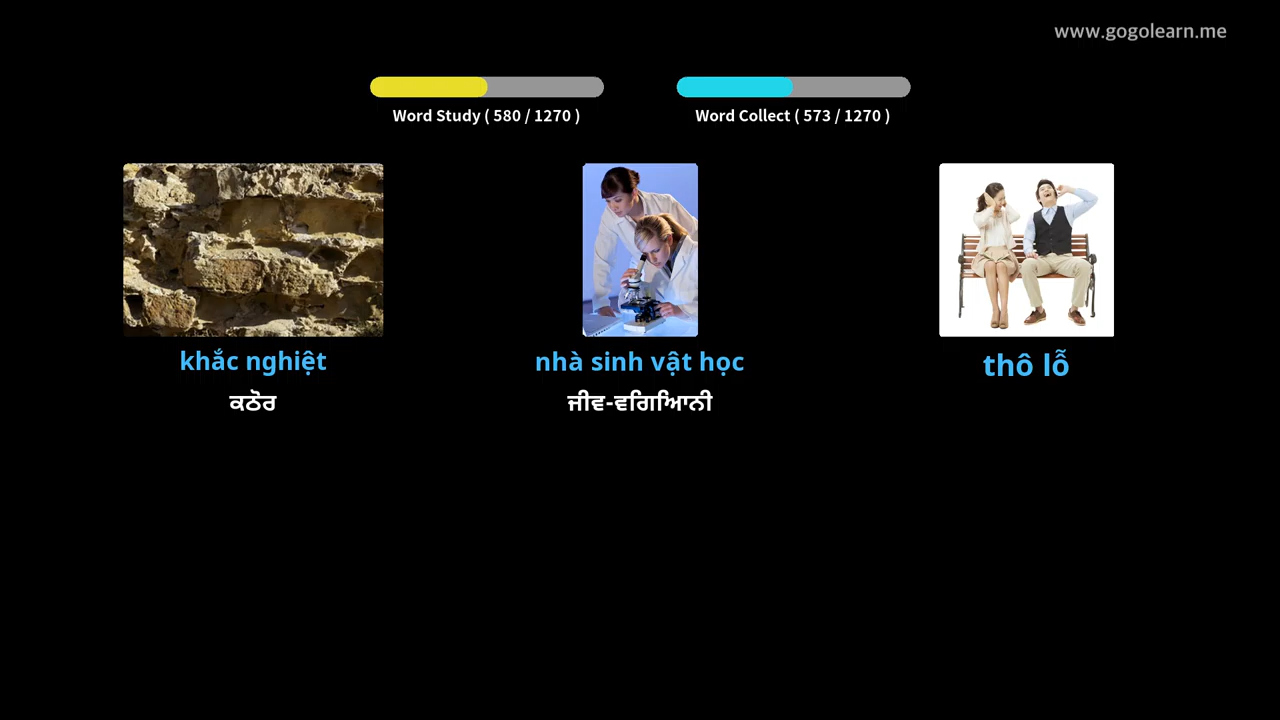 www.gogolearn.me
Word Study ( 580 / 1270 )
Word Collect ( 573 / 1270 )
khắc nghiệt
nhà sinh vật học
thô lỗ
ਕਠੋਰ
ਜੀਵ-ਵਗਿਆਿਨੀ